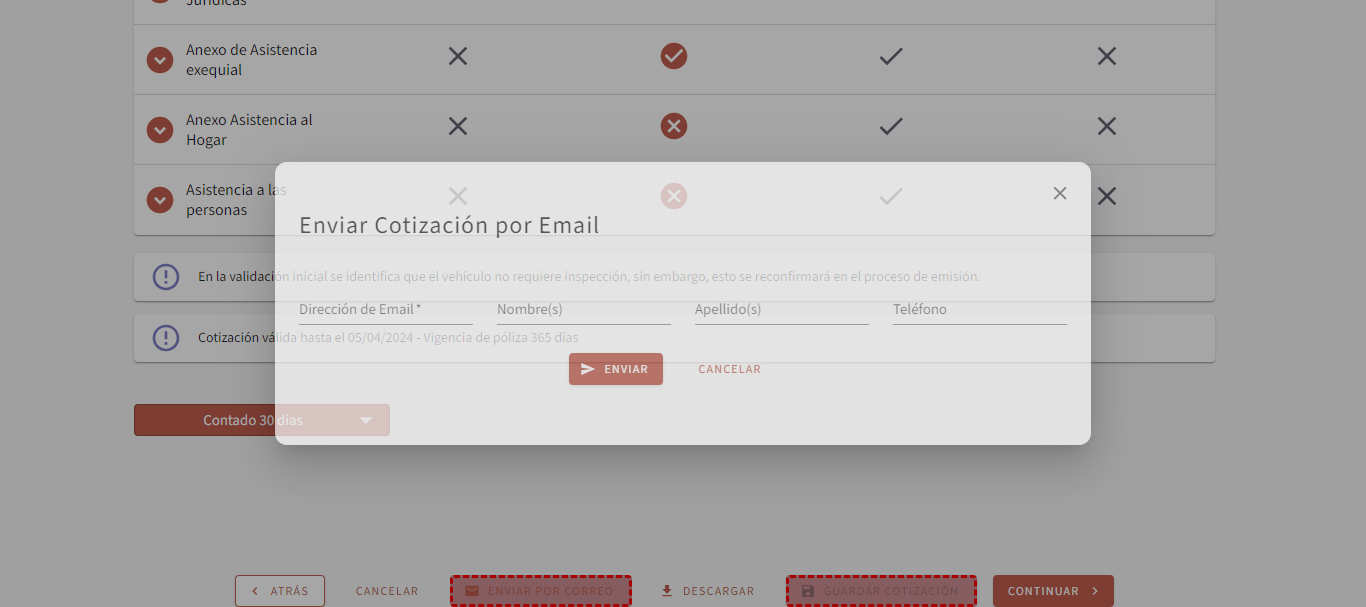 Jurídicas
Anexo de Asistencia
exequial
Anexo Asistencia al
Hogar
Asistencia a las
personas
Enviar Cotización por Email
En la validación inicial se identifica que el vehículo no requiere inspección, sin embargo, esto se reconfirmará en el proceso de emisión.
Dirección de Email * Nombre(s) Apellido(s) Teléfono
Cotización válida hasta el 05/04/2024 - Vigencia de póliza 365 días
ENVIAR CANCELAR
Contado 30 días
ATRÁS CANCELAR ENVIAR POR CORREO DESCARGAR GUARDAR COTIZACIÓN CONTINUAR